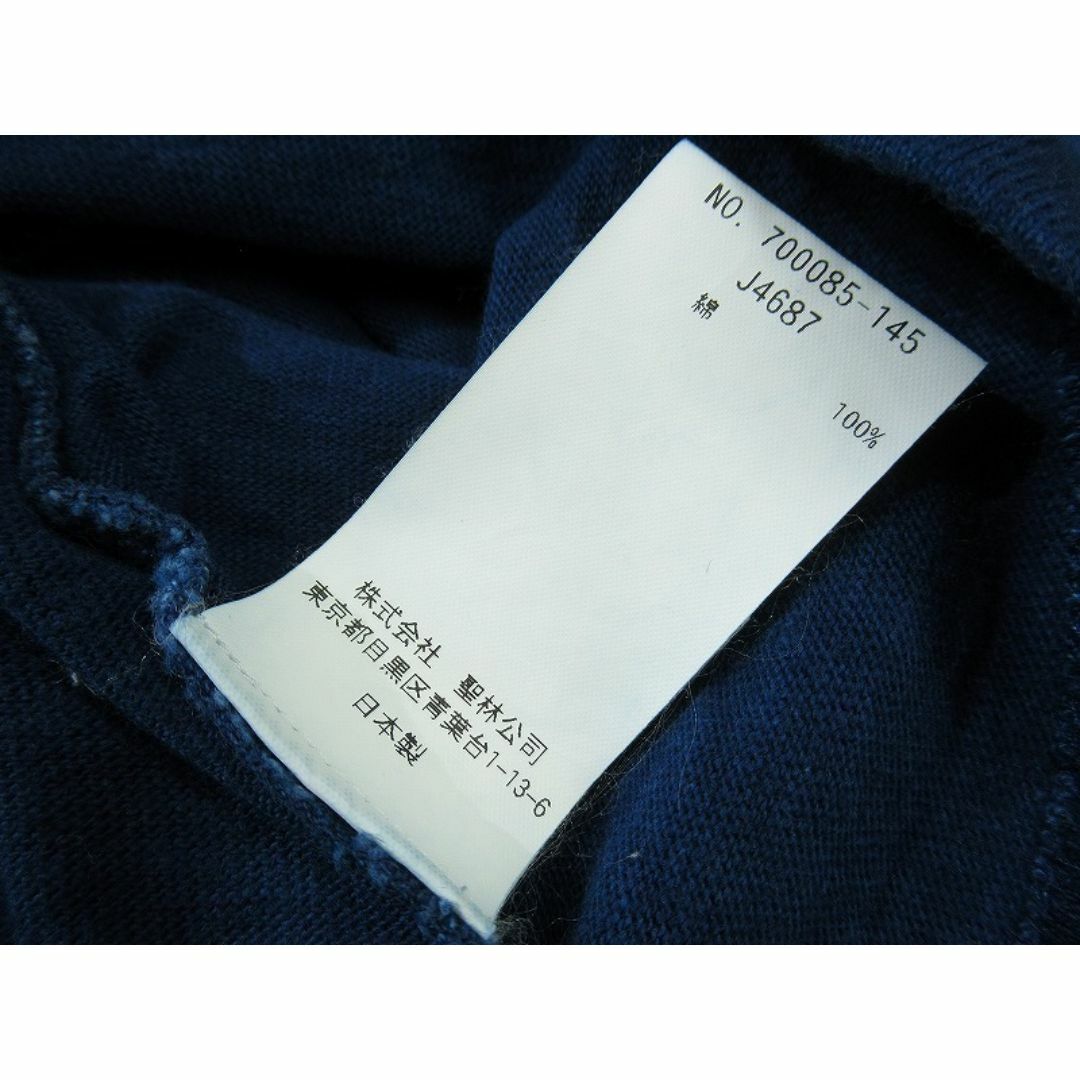 NO. 700085-145
J4687
綿 100%
株式会社 聖林公司
東京都目黒区青葉台1-13-6
日本製